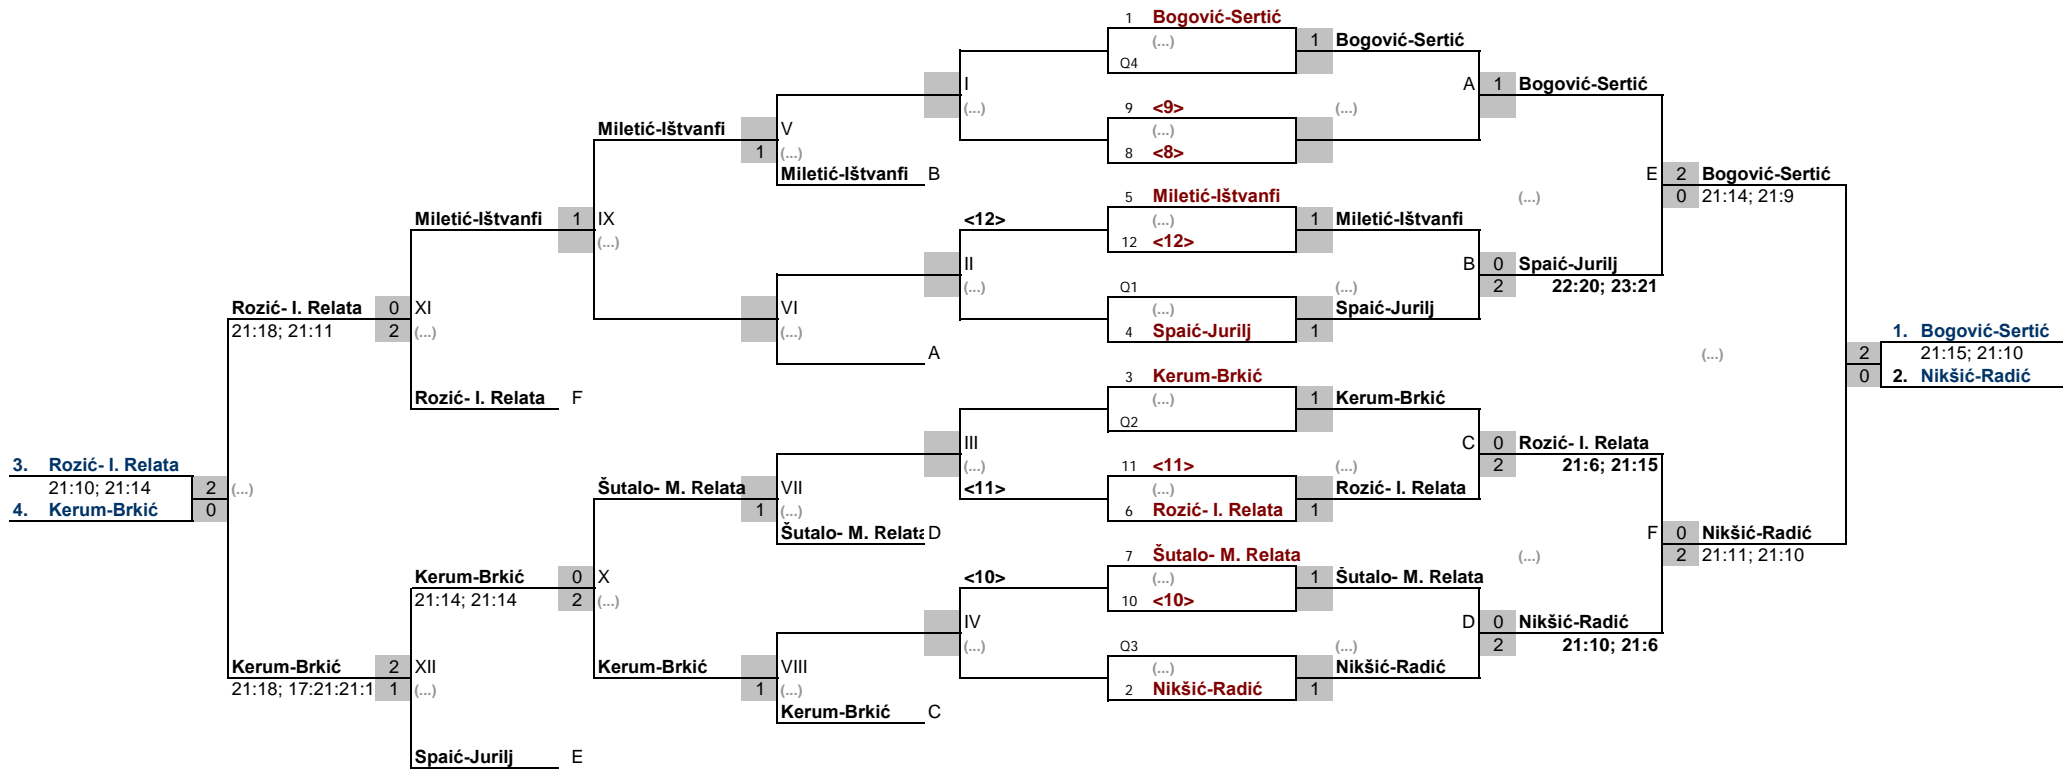 1 Bogović-Sertić
(...) 1 Bogović-Sertić
Q4
I A 1 Bogović-Sertić
(...) 9 <9> (...)
Miletić-Ištvanfi V (...)
1 (...) 8 <8>
Miletić-Ištvanfi B E 2 Bogović-Sertić
5 Miletić-Ištvanfi (...) 0 21:14; 21:9
Miletić-Ištvanfi 1 IX <12> (...) 1 Miletić-Ištvanfi
(...) 12 <12>
II B 0 Spaić-Jurilj
(...) Q1 (...) 2 22:20; 23:21
Rozić- I. Relata 0 XI VI (...) Spaić-Jurilj
21:18; 21:11 2 (...) (...) 4 Spaić-Jurilj 1 1. Bogović-Sertić
A (...) 2 21:15; 21:10
3 Kerum-Brkić 0 2. Nikšić-Radić
Rozić- I. Relata F (...) 1 Kerum-Brkić
Q2
III C 0 Rozić- I. Relata
3. Rozić- I. Relata (...) 11 <11> (...) 2 21:6; 21:15
21:10; 21:14 2 (...) Šutalo- M. Relata VII <11> (...) Rozić- I. Relata
4. Kerum-Brkić 0 1 (...) 6 Rozić- I. Relata 1
Šutalo- M. Relata D F 0 Nikšić-Radić
7 Šutalo- M. Relata (...) 2 21:11; 21:10
Kerum-Brkić 0 X <10> (...) 1 Šutalo- M. Relata
21:14; 21:14 2 (...) 10 <10>
IV D 0 Nikšić-Radić
(...) Q3 (...) 2 21:10; 21:6
Kerum-Brkić 2 XII Kerum-Brkić VIII (...) Nikšić-Radić
21:18; 17:21:21:1 1 (...) 1 (...) 2 Nikšić-Radić 1
Kerum-Brkić C
Spaić-Jurilj E